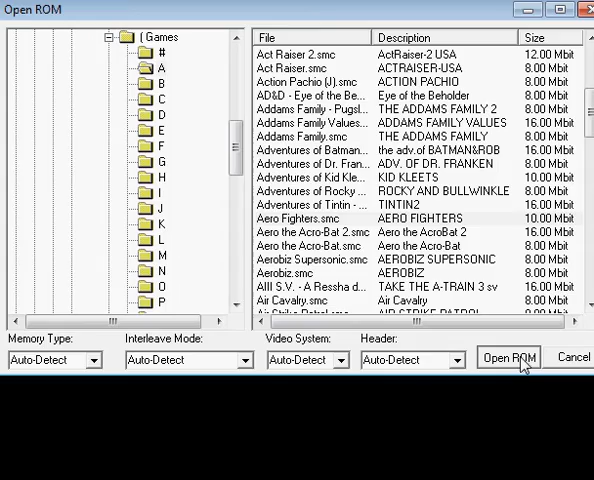 Open ROM
( Games
#
A
B
C
D
E
F
G
H
I
J
K
L
M
N
O
P
File Description Size
Act Raiser 2.smc ActRaiser-2 USA 12.00 Mbit
Act Raiser.smc ACTRAISER-USA 8.00 Mbit
Action Pachio (J).smc ACTION PACHIO 8.00 Mbit
AD&D - Eye of the Be... Eye of the Beholder 8.00 Mbit
Addams Family - Pugsl... THE ADDAMS FAMILY 2 8.00 Mbit
Addams Family Values... ADDAMS FAMILY VALUES 16.00 Mbit
Addams Family.smc THE ADDAMS FAMILY 8.00 Mbit
Adventures of Batman... the adv.of BATMAN&ROB 16.00 Mbit
Adventures of Dr. Fran... ADV. OF DR. FRANKEN 8.00 Mbit
Adventures of Kid Kle... KID KLEETS 8.00 Mbit
Adventures of Rocky ... ROCKY AND BULLWINKLE 8.00 Mbit
Adventures of Tintin - ... TINTIN2 16.00 Mbit
Aero Fighters.smc AERO FIGHTERS 10.00 Mbit
Aero the Acro-Bat 2.smc Aero the AcroBat 2 16.00 Mbit
Aero the Acro-Bat.smc Aero the Acro-Bat 8.00 Mbit
Aerobiz Supersonic.smc AEROBIZ SUPERSONIC 8.00 Mbit
Aerobiz.smc AEROBIZ 8.00 Mbit
AIII S.V. - A Ressha d... TAKE THE A-TRAIN 3 sv 16.00 Mbit
Air Cavalry.smc Air Cavalry 8.00 Mbit
AIR STRIKE PATROL
Memory Type: Interleave Mode: Video System: Header:
Auto-Detect Auto-Detect Auto-Detect Auto-Detect Open ROM Cancel